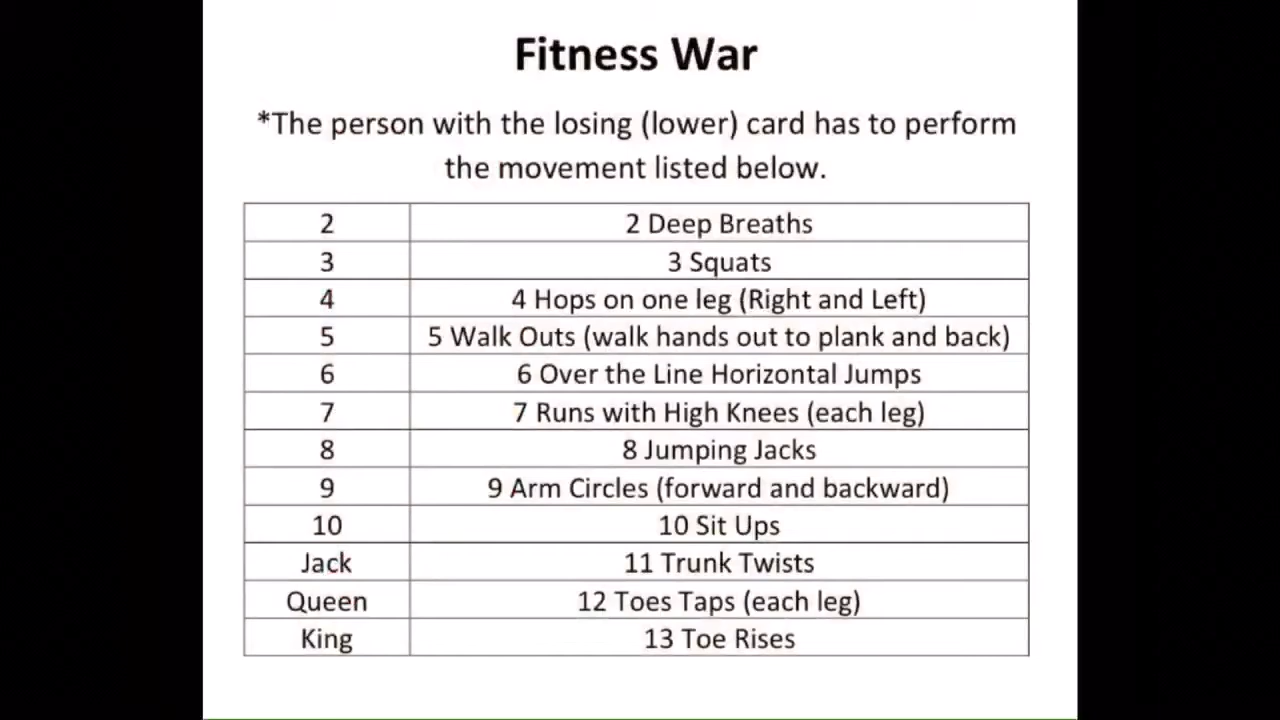 Fitness War
*The person with the losing (lower) card has to perform
the movement listed below.
2 2 Deep Breaths
3 3 Squats
4 4 Hops on one leg (Right and Left)
5 5 Walk Outs (walk hands out to plank and back)
6 6 Over the Line Horizontal Jumps
7 7 Runs with High Knees (each leg)
8 8 Jumping Jacks
9 9 Arm Circles (forward and backward)
10 10 Sit Ups
Jack 11 Trunk Twists
Queen 12 Toes Taps (each leg)
King 13 Toe Rises